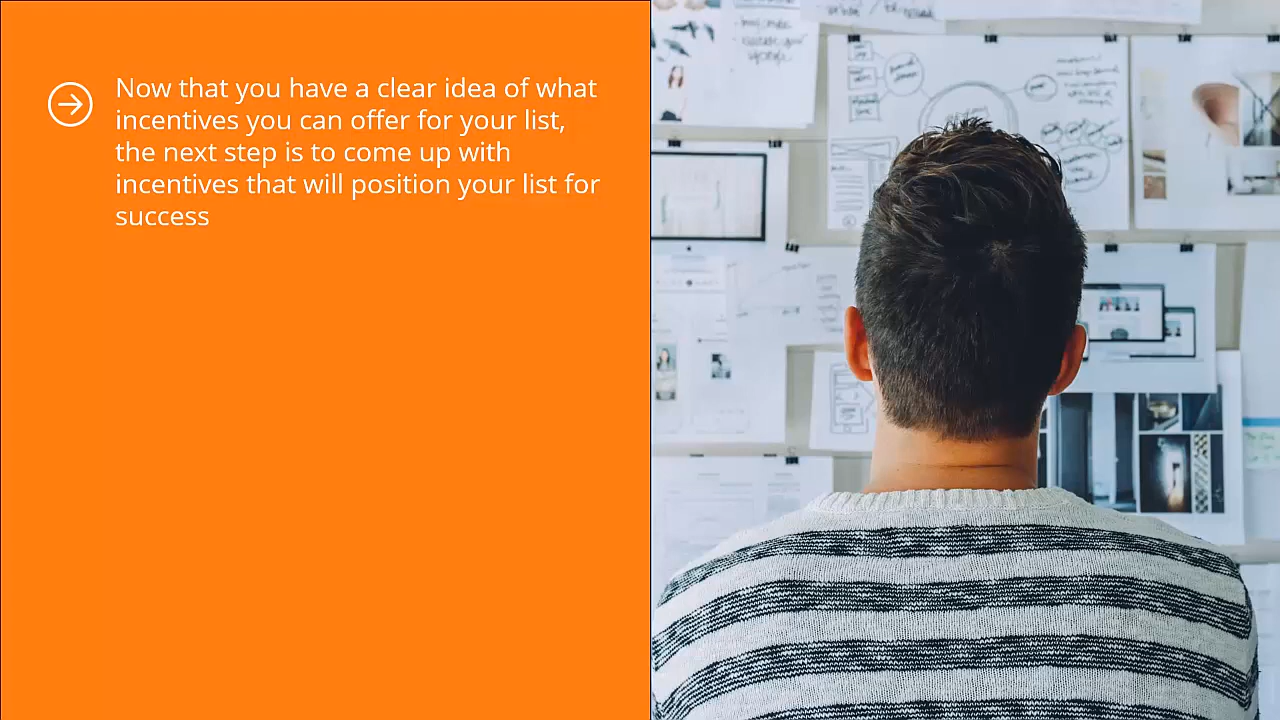 Now that you have a clear idea of what
incentives you can offer for your list,
the next step is to come up with
incentives that will position your list for
success